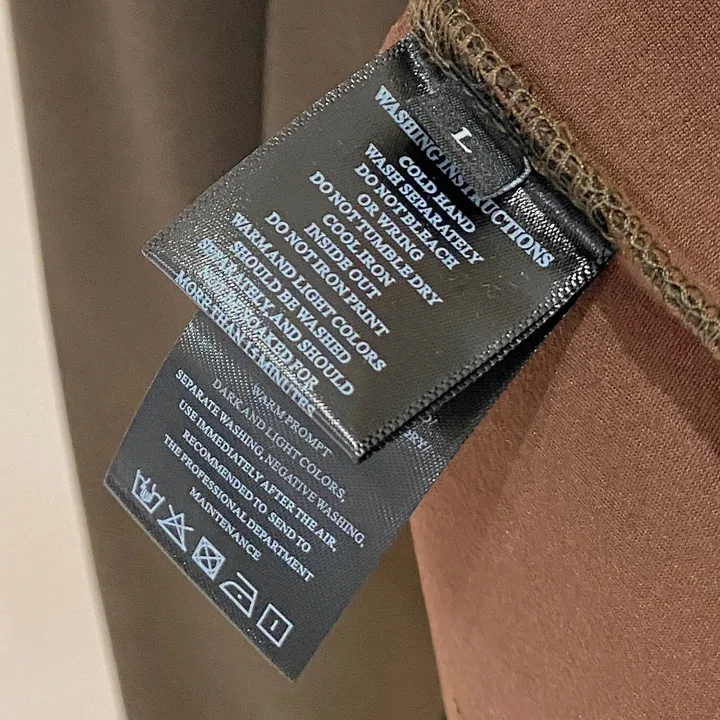 L
WASHING INSTRUCTIONS
COLD HAND
WASH SEPARATELY
DO NOT BLEACH
OR WRING
DO NOT TUMBLE DRY
COOL IRON
INSIDE OUT
DO NOT IRON PRINT
WARM AND LIGHT COLORS
SHOULD BE WASHED
SEPARATELY, AND SHOULD
SOAKED FOR
MORE THAN 15 MINUTES
WARM PROMPT
DARK AND LIGHT COLORS,
SEPARATE WASHING, NEGATIVE WASHING,
USE IMMEDIATELY AFTER THE AIR,
RECOMMENDED TO SEND TO
THE PROFESSIONAL DEPARTMENT
MAINTENANCE